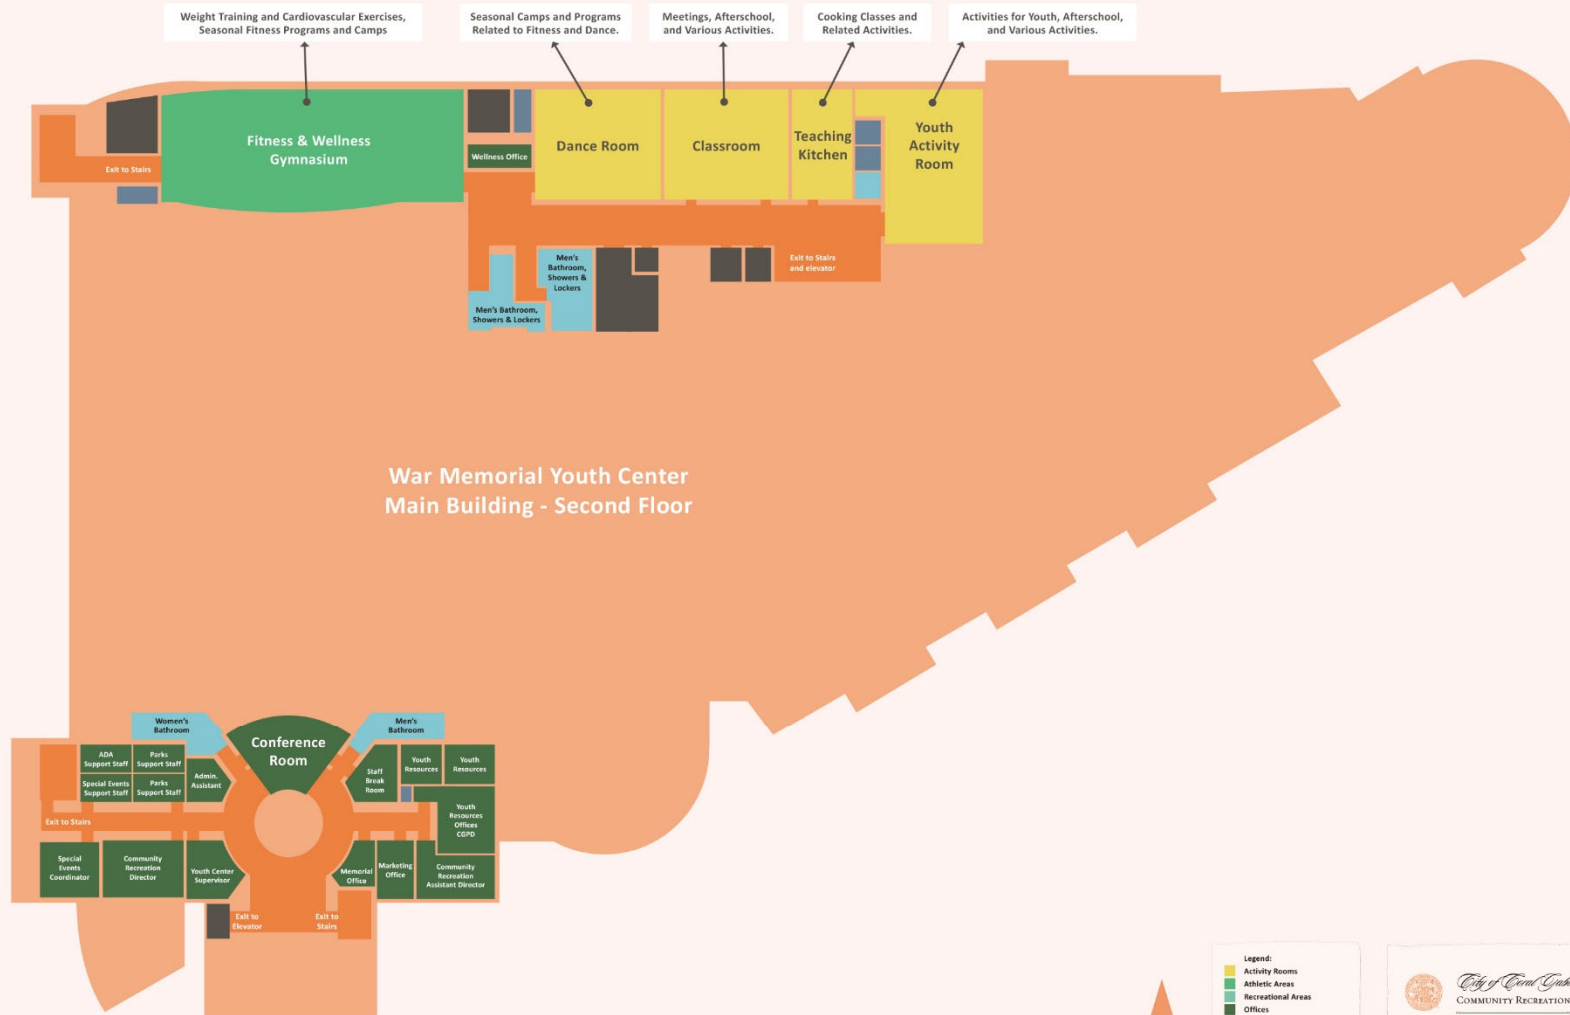 Weight Training and Cardiovascular Exercises,
Seasonal Fitness Programs and Camps
Seasonal Camps and Programs
Related to Fitness and Dance.
Meetings, Afterschool,
and Various Activities.
Cooking Classes and
Related Activities.
Activities for Youth, Afterschool,
and Various Activities.
Fitness & Wellness
Gymnasium
Exit to Stairs
Wellness Office
Dance Room
Classroom
Teaching
Kitchen
Youth
Activity
Room
Men's
Bathroom,
Showers &
Lockers
Men's Bathroom,
Showers & Lockers
Exit to Stairs
and elevator
War Memorial Youth Center
Main Building - Second Floor
Women's
Bathroom
Conference
Room
Men's
Bathroom
ADA
Support Staff
Parks
Support Staff
Special Events
Support Staff
Parks
Support Staff
Admin.
Assistant
Staff
Break
Room
Youth
Resources
Youth
Resources
Youth
Resources
Offices
CGPD
Exit to Stairs
Special
Events
Coordinator
Community
Recreation
Director
Youth Center
Supervisor
Memorial
Office
Marketing
Office
Community
Recreation
Assistant Director
Exit to
Elevator
Exit to
Stairs
Legend:
Activity Rooms
Athletic Areas
Recreational Areas
Offices
City of Coral
COMMUNITY RECREATION